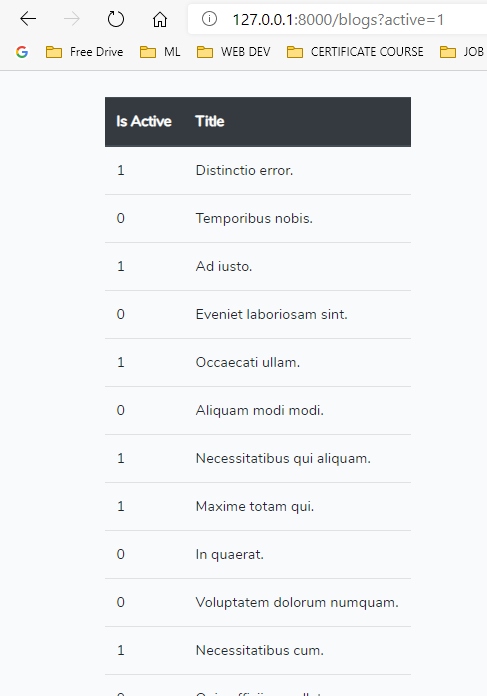 127.0.0.1:8000/blogs?active=1
Free Drive ML WEB DEV CERTIFICATE COURSE JOB
Is Active Title
1 Distinctio error.
0 Temporibus nobis.
1 Ad iusto.
0 Eveniet laboriosam sint.
1 Occaecati ullam.
0 Aliquam modi modi.
1 Necessitatibus qui aliquam.
1 Maxime totam qui.
0 In quaerat.
0 Voluptatem dolorum numquam.
1 Necessitatibus cum.